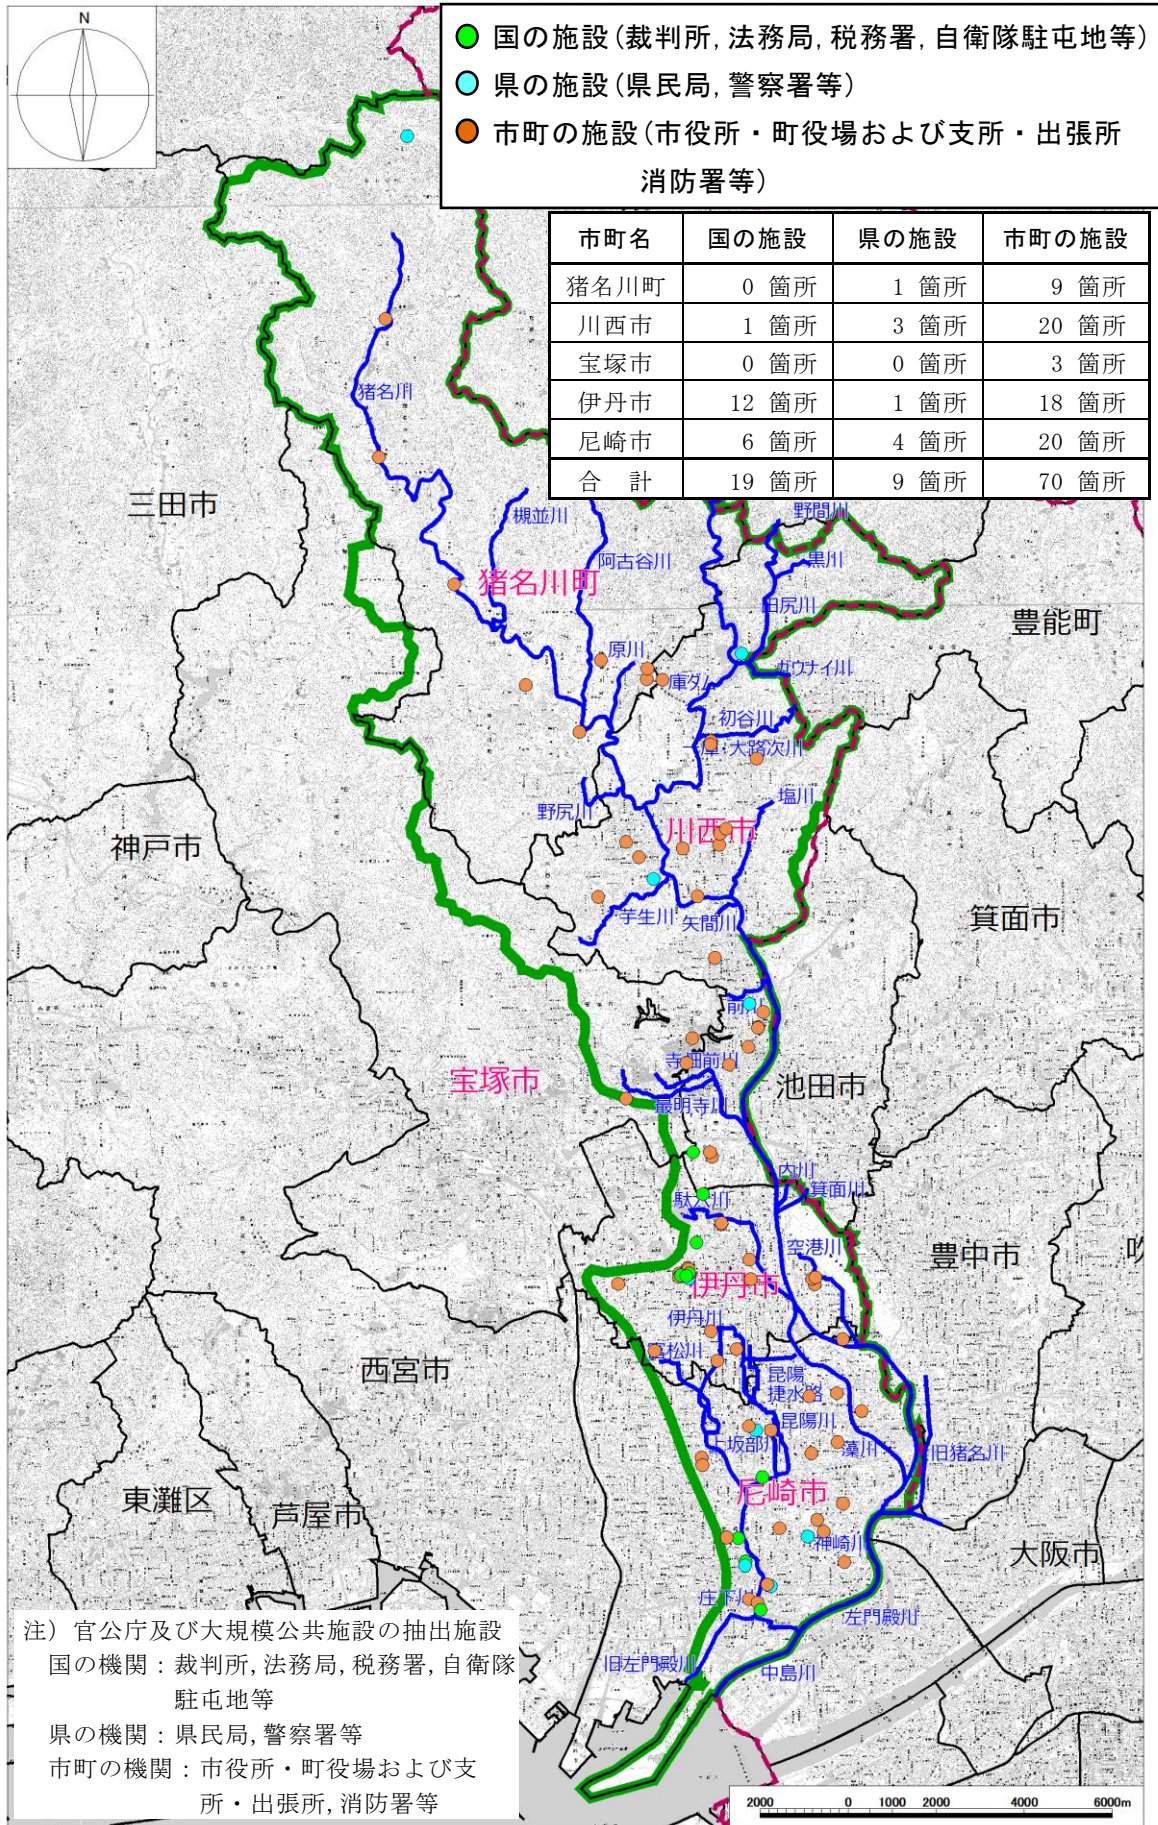 N
国の施設(裁判所,法務局,税務署,自衛隊駐屯地等)
県の施設(県民局,警察署等)
市町の施設(市役所・町役場および支所・出張所
消防署等)
市町名 国の施設 県の施設 市町の施設
猪名川町 0 箇所 1 箇所 9 箇所
川西市 1 箇所 3 箇所 20 箇所
宝塚市 0 箇所 0 箇所 3 箇所
伊丹市 12 箇所 1 箇所 18 箇所
尼崎市 6 箇所 4 箇所 20 箇所
合 計 19 箇所 9 箇所 70 箇所
猪名川
三田市
槻並川
野間川
阿古谷川
黒川
猪名川町
田尻川
豊能町
原川
ガウナイ川
庫ダム
初谷川
一庫・大路次川
野尻川
塩川
川西市
神戸市
箕面市
芋生川
矢間川
前川
寺畑前川
宝塚市
池田市
最明寺川
内川
箕面川
駄六川
空港川
豊中市
吹
伊丹市
伊丹川
西宮市
昆陽
捷水路
昆陽川
上坂部川
藻川
旧猪名川
東灘区
芦屋市
尼崎市
神崎川
大阪市
庄下川
左門殿川
旧左門殿川
中島川
注) 官公庁及び大規模公共施設の抽出施設
国の機関：裁判所,法務局,税務署,自衛隊
駐屯地等
県の機関：県民局,警察署等
市町の機関：市役所・町役場および支
所・出張所,消防署等
2000 0 1000 2000 4000 6000m